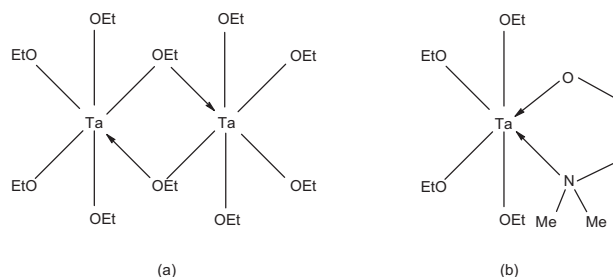 OEt OEt OEt
EtO OEt OEt EtO O
Ta Ta Ta
EtO OEt OEt EtO N
OEt OEt OEt Me Me
(a) (b)